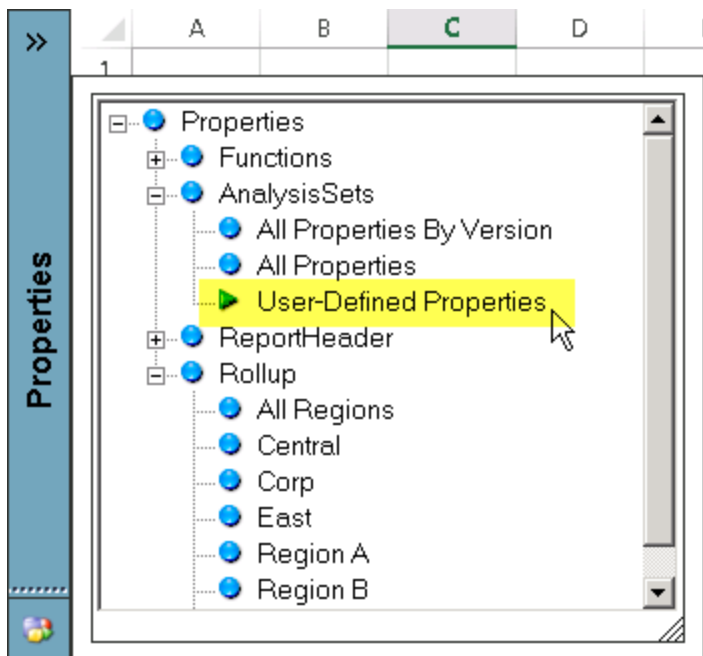 »
A B C D
1
Properties
Properties
Functions
AnalysisSets
All Properties By Version
All Properties
User-Defined Properties
ReportHeader
Rollup
All Regions
Central
Corp
East
Region A
Region B